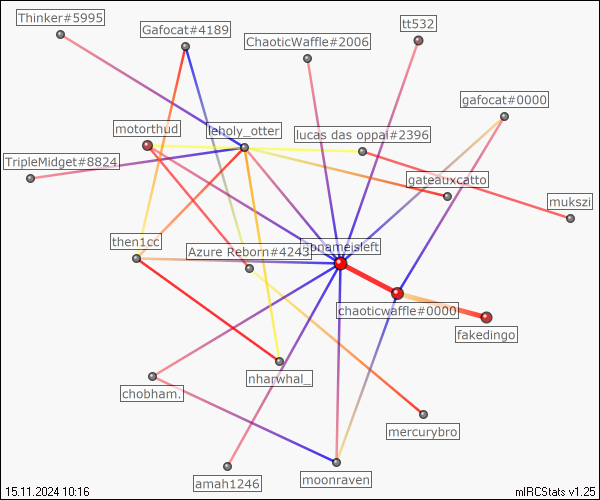 Thinker#5995
Gafocat#4189
tt532
ChaoticWaffle#2006
gafocat#0000
motorthud
leholy_otter
lucas das oppai#2396
TripleMidget#8824
gateauxcatto
mukszi
then1cc
Azure Reborn#4243
onameisleft
chaoticwaffle#0000
fakedingo
nharwhal_
chobham.
mercurybro
amah1246
moonraven
15.11.2024 10:16
mIRCStats v1.25